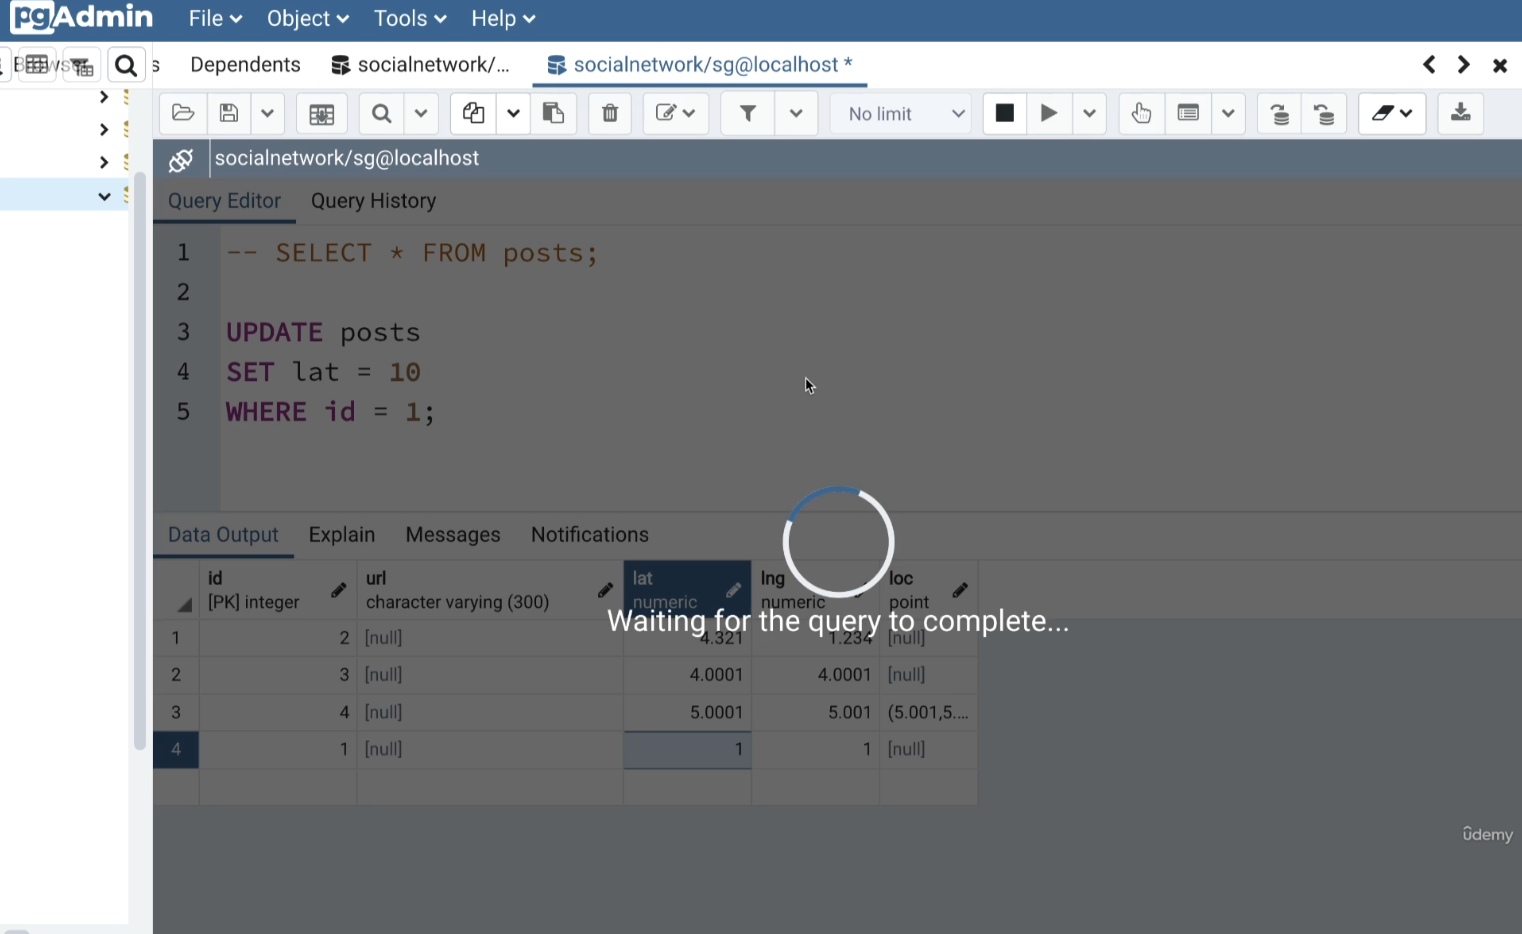 pgAdmin File Object Tools Help
s Dependents socialnetwork/... socialnetwork/sg@localhost *
No limit
socialnetwork/sg@localhost
Query Editor Query History
1 -- SELECT * FROM posts;
2
3 UPDATE posts
4 SET lat = 10
5 WHERE id = 1;
Data Output Explain Messages Notifications
id url lat lng loc
[PK] integer character varying (300) numeric numeric point
Waiting for the query to complete...
1 2 [null] 4.321 1.234 [null]
2 3 [null] 4.0001 4.0001 [null]
3 4 [null] 5.0001 5.001 (5.001,5....
4 1 [null] 1 1 [null]
ûdemy